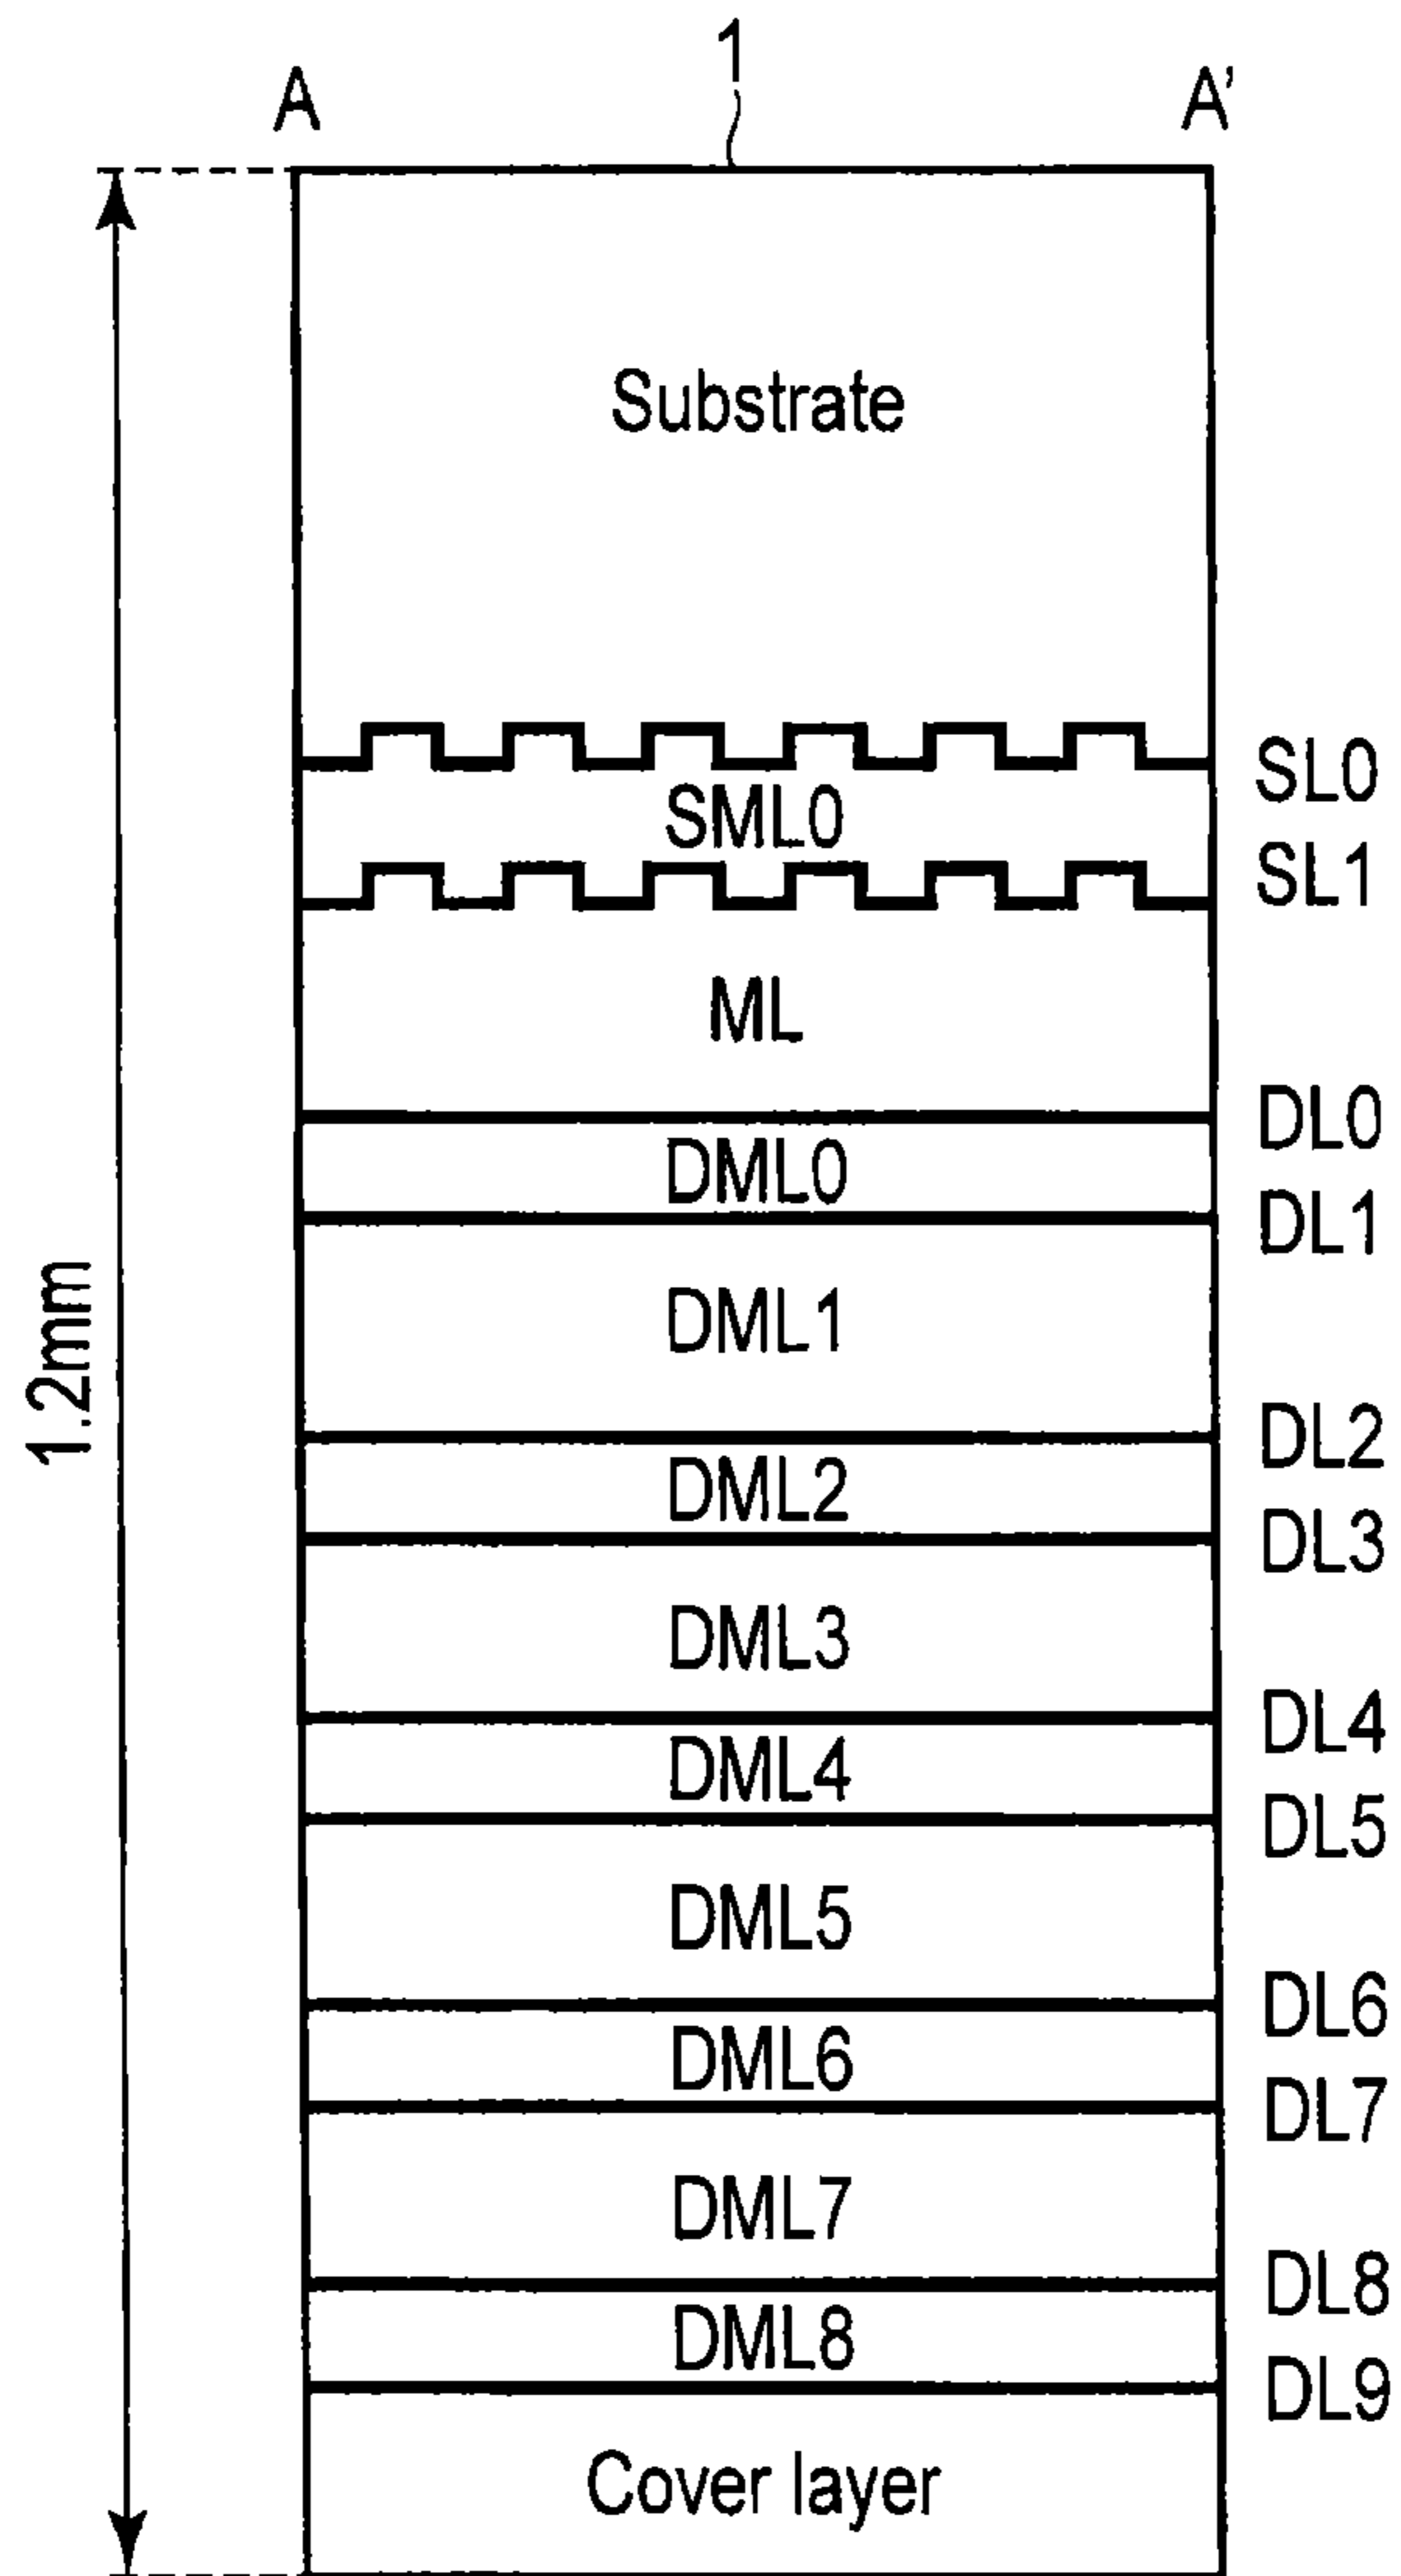 1
A
A'
Substrate
SL0
SML0
SL1
ML
DL0
DML0
DL1
1.2mm
DML1
DL2
DML2
DL3
DML3
DL4
DML4
DL5
DML5
DL6
DML6
DL7
DML7
DL8
DML8
DL9
Cover layer